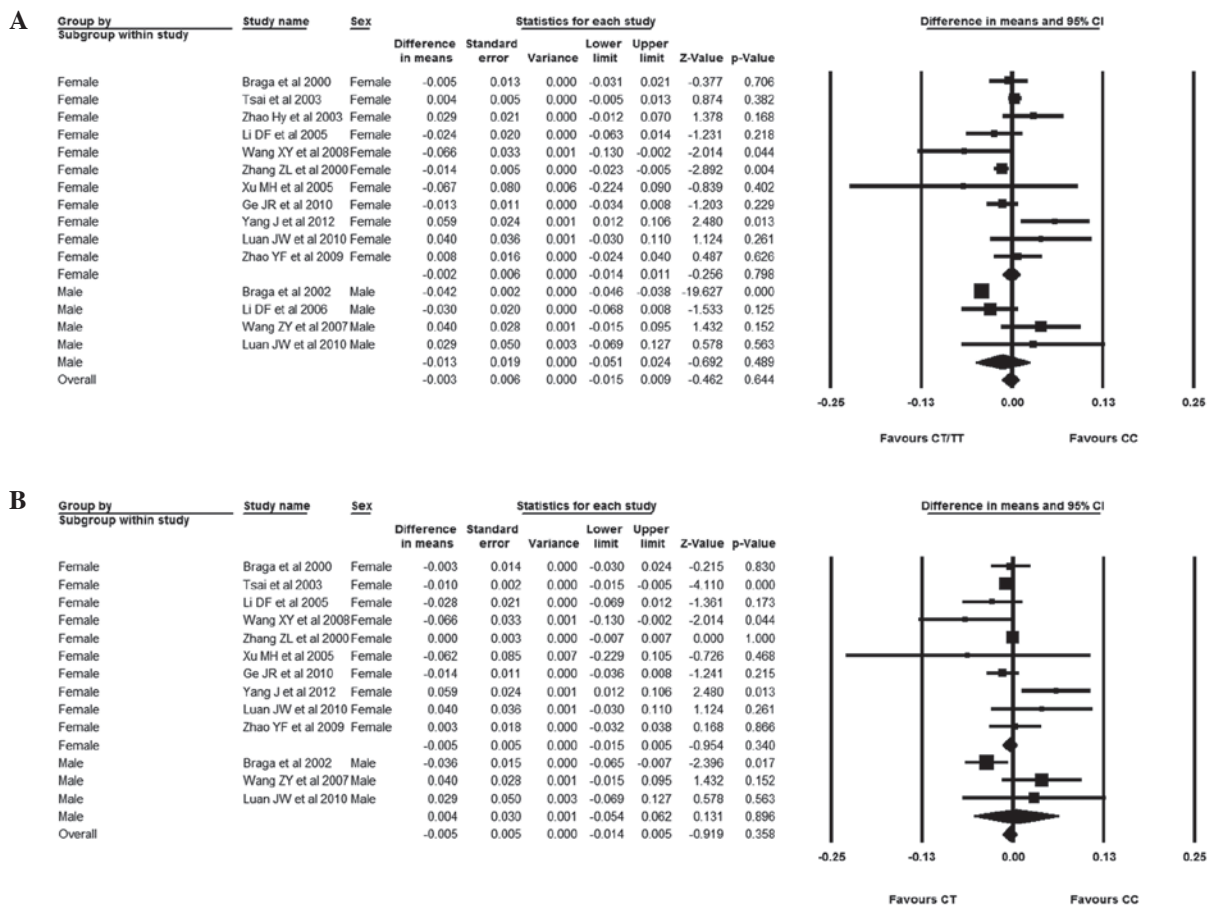 A
Group by Study name Sex Statistics for each study Difference in means and 95% CI
Subgroup within study
Difference Standard Lower Upper
in means error Variance limit limit Z-Value p-Value
Female Braga et al 2000 Female -0.005 0.013 0.000 -0.031 0.021 -0.377 0.706
Female Tsai et al 2003 Female 0.004 0.005 0.000 -0.005 0.013 0.874 0.382
Female Zhao Hy et al 2003 Female 0.029 0.021 0.000 -0.012 0.070 1.378 0.168
Female Li DF et al 2005 Female -0.024 0.020 0.000 -0.063 0.014 -1.231 0.218
Female Wang XY et al 2008 Female -0.066 0.033 0.001 -0.130 -0.002 -2.014 0.044
Female Zhang ZL et al 2000 Female -0.014 0.005 0.000 -0.023 -0.005 -2.892 0.004
Female Xu MH et al 2005 Female -0.067 0.080 0.006 -0.224 0.090 -0.839 0.402
Female Ge JR et al 2010 Female -0.013 0.011 0.000 -0.034 0.008 -1.203 0.229
Female Yang J et al 2012 Female 0.059 0.024 0.001 0.012 0.106 2.480 0.013
Female Luan JW et al 2010 Female 0.040 0.036 0.001 -0.030 0.110 1.124 0.261
Female Zhao YF et al 2009 Female 0.008 0.016 0.000 -0.024 0.040 0.487 0.626
Female -0.002 0.006 0.000 -0.014 0.011 -0.256 0.798
Male Braga et al 2002 Male -0.042 0.002 0.000 -0.046 -0.038 -19.627 0.000
Male Li DF et al 2006 Male -0.030 0.020 0.000 -0.068 0.008 -1.533 0.125
Male Wang ZY et al 2007 Male 0.040 0.028 0.001 -0.015 0.095 1.432 0.152
Male Luan JW et al 2010 Male 0.029 0.050 0.003 -0.069 0.127 0.578 0.563
Male -0.013 0.019 0.000 -0.051 0.024 -0.692 0.489
Overall -0.003 0.006 0.000 -0.015 0.009 -0.462 0.644
-0.25 -0.13 0.00 0.13 0.25
Favours CT/TT Favours CC
B
Group by Study name Sex Statistics for each study Difference in means and 95% CI
Subgroup within study
Difference Standard Lower Upper
in means error Variance limit limit Z-Value p-Value
Female Braga et al 2000 Female -0.003 0.014 0.000 -0.030 0.024 -0.215 0.830
Female Tsai et al 2003 Female -0.010 0.002 0.000 -0.015 -0.005 -4.110 0.000
Female Li DF et al 2005 Female -0.028 0.021 0.000 -0.069 0.012 -1.361 0.173
Female Wang XY et al 2008 Female -0.066 0.033 0.001 -0.130 -0.002 -2.014 0.044
Female Zhang ZL et al 2000 Female 0.000 0.003 0.000 -0.007 0.007 0.000 1.000
Female Xu MH et al 2005 Female -0.062 0.085 0.007 -0.229 0.105 -0.726 0.468
Female Ge JR et al 2010 Female -0.014 0.011 0.000 -0.036 0.008 -1.241 0.215
Female Yang J et al 2012 Female 0.059 0.024 0.001 0.012 0.106 2.480 0.013
Female Luan JW et al 2010 Female 0.040 0.036 0.001 -0.030 0.110 1.124 0.261
Female Zhao YF et al 2009 Female 0.003 0.018 0.000 -0.032 0.038 0.168 0.866
Female -0.005 0.005 0.000 -0.015 0.005 -0.954 0.340
Male Braga et al 2002 Male -0.036 0.015 0.000 -0.065 -0.007 -2.396 0.017
Male Wang ZY et al 2007 Male 0.040 0.028 0.001 -0.015 0.095 1.432 0.152
Male Luan JW et al 2010 Male 0.029 0.050 0.003 -0.069 0.127 0.578 0.563
Male 0.004 0.030 0.001 -0.054 0.062 0.131 0.896
Overall -0.005 0.005 0.000 -0.014 0.005 -0.919 0.358
-0.25 -0.13 0.00 0.13 0.25
Favours CT Favours CC